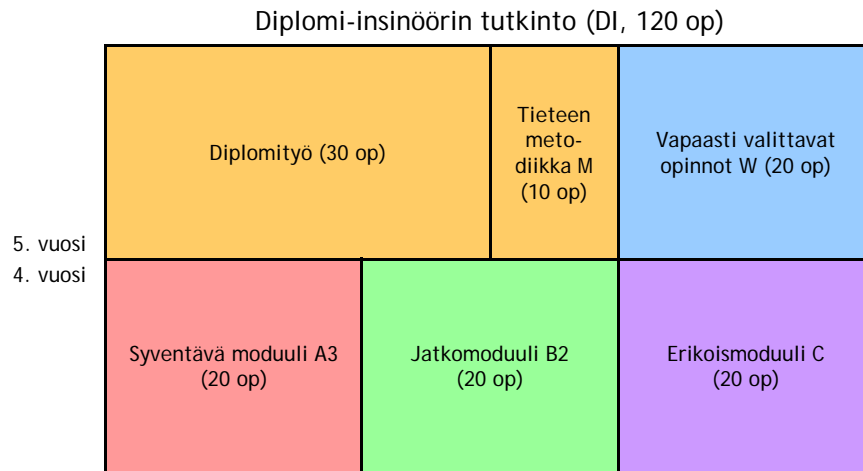 Diplomi-insinöörin tutkinto (DI, 120 op)
Diplomityö (30 op)
Tieteen
meto-
diikka M
(10 op)
Vapaasti valittavat
opinnot W (20 op)
5. vuosi
4. vuosi
Syventävä moduuli A3
(20 op)
Jatkomoduuli B2
(20 op)
Erikoismoduuli C
(20 op)